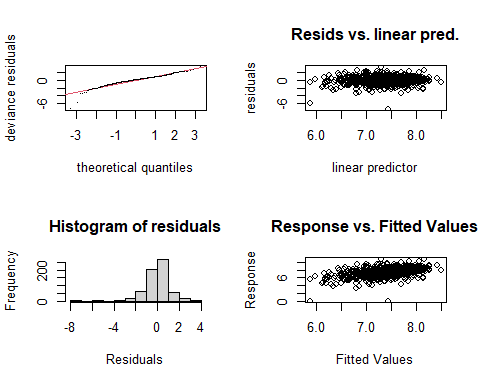 deviance residuals
-6 0
-3 -1 1 2 3
theoretical quantiles
Resids vs. linear pred.
residuals
-6 0
6.0 7.0 8.0
linear predictor
Histogram of residuals
Frequency
0 200
-8 -4 0 2 4
Residuals
Response vs. Fitted Values
Response
0 6
6.0 7.0 8.0
Fitted Values